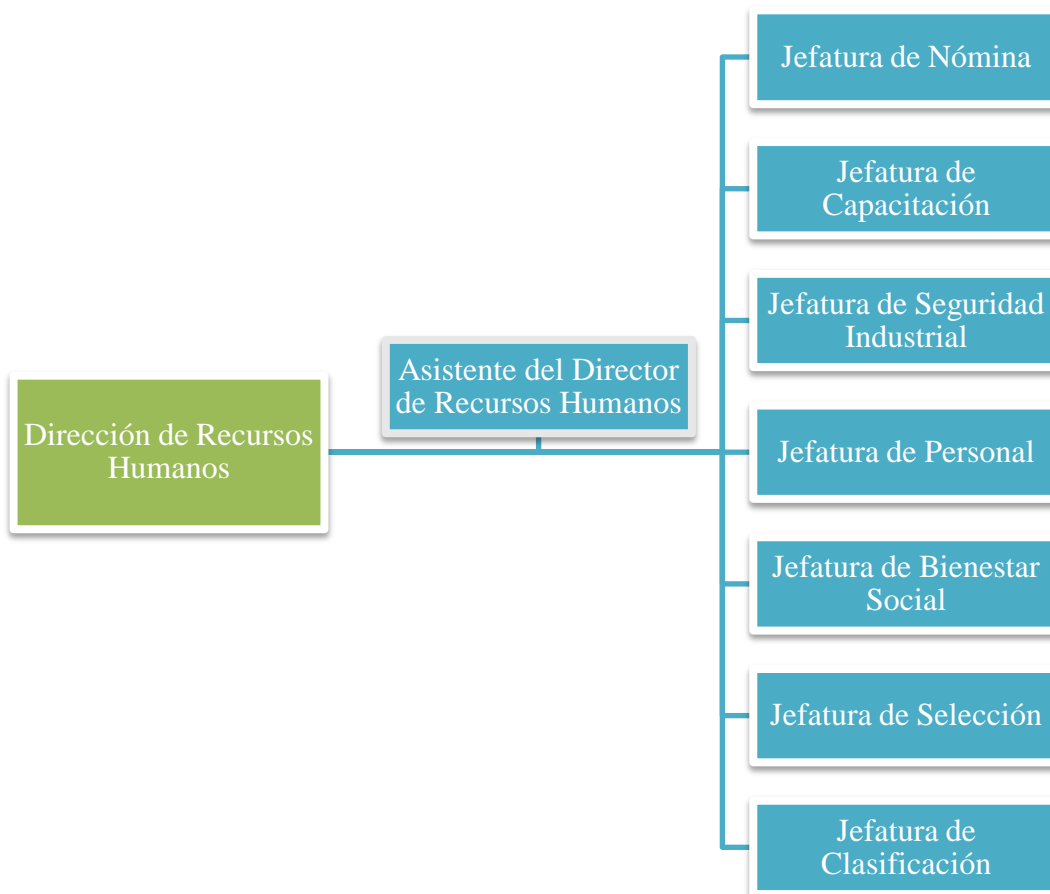 Dirección de Recursos
Humanos
Asistente del Director
de Recursos Humanos
Jefatura de Nómina
Jefatura de
Capacitación
Jefatura de Seguridad
Industrial
Jefatura de Personal
Jefatura de Bienestar
Social
Jefatura de Selección
Jefatura de
Clasificación